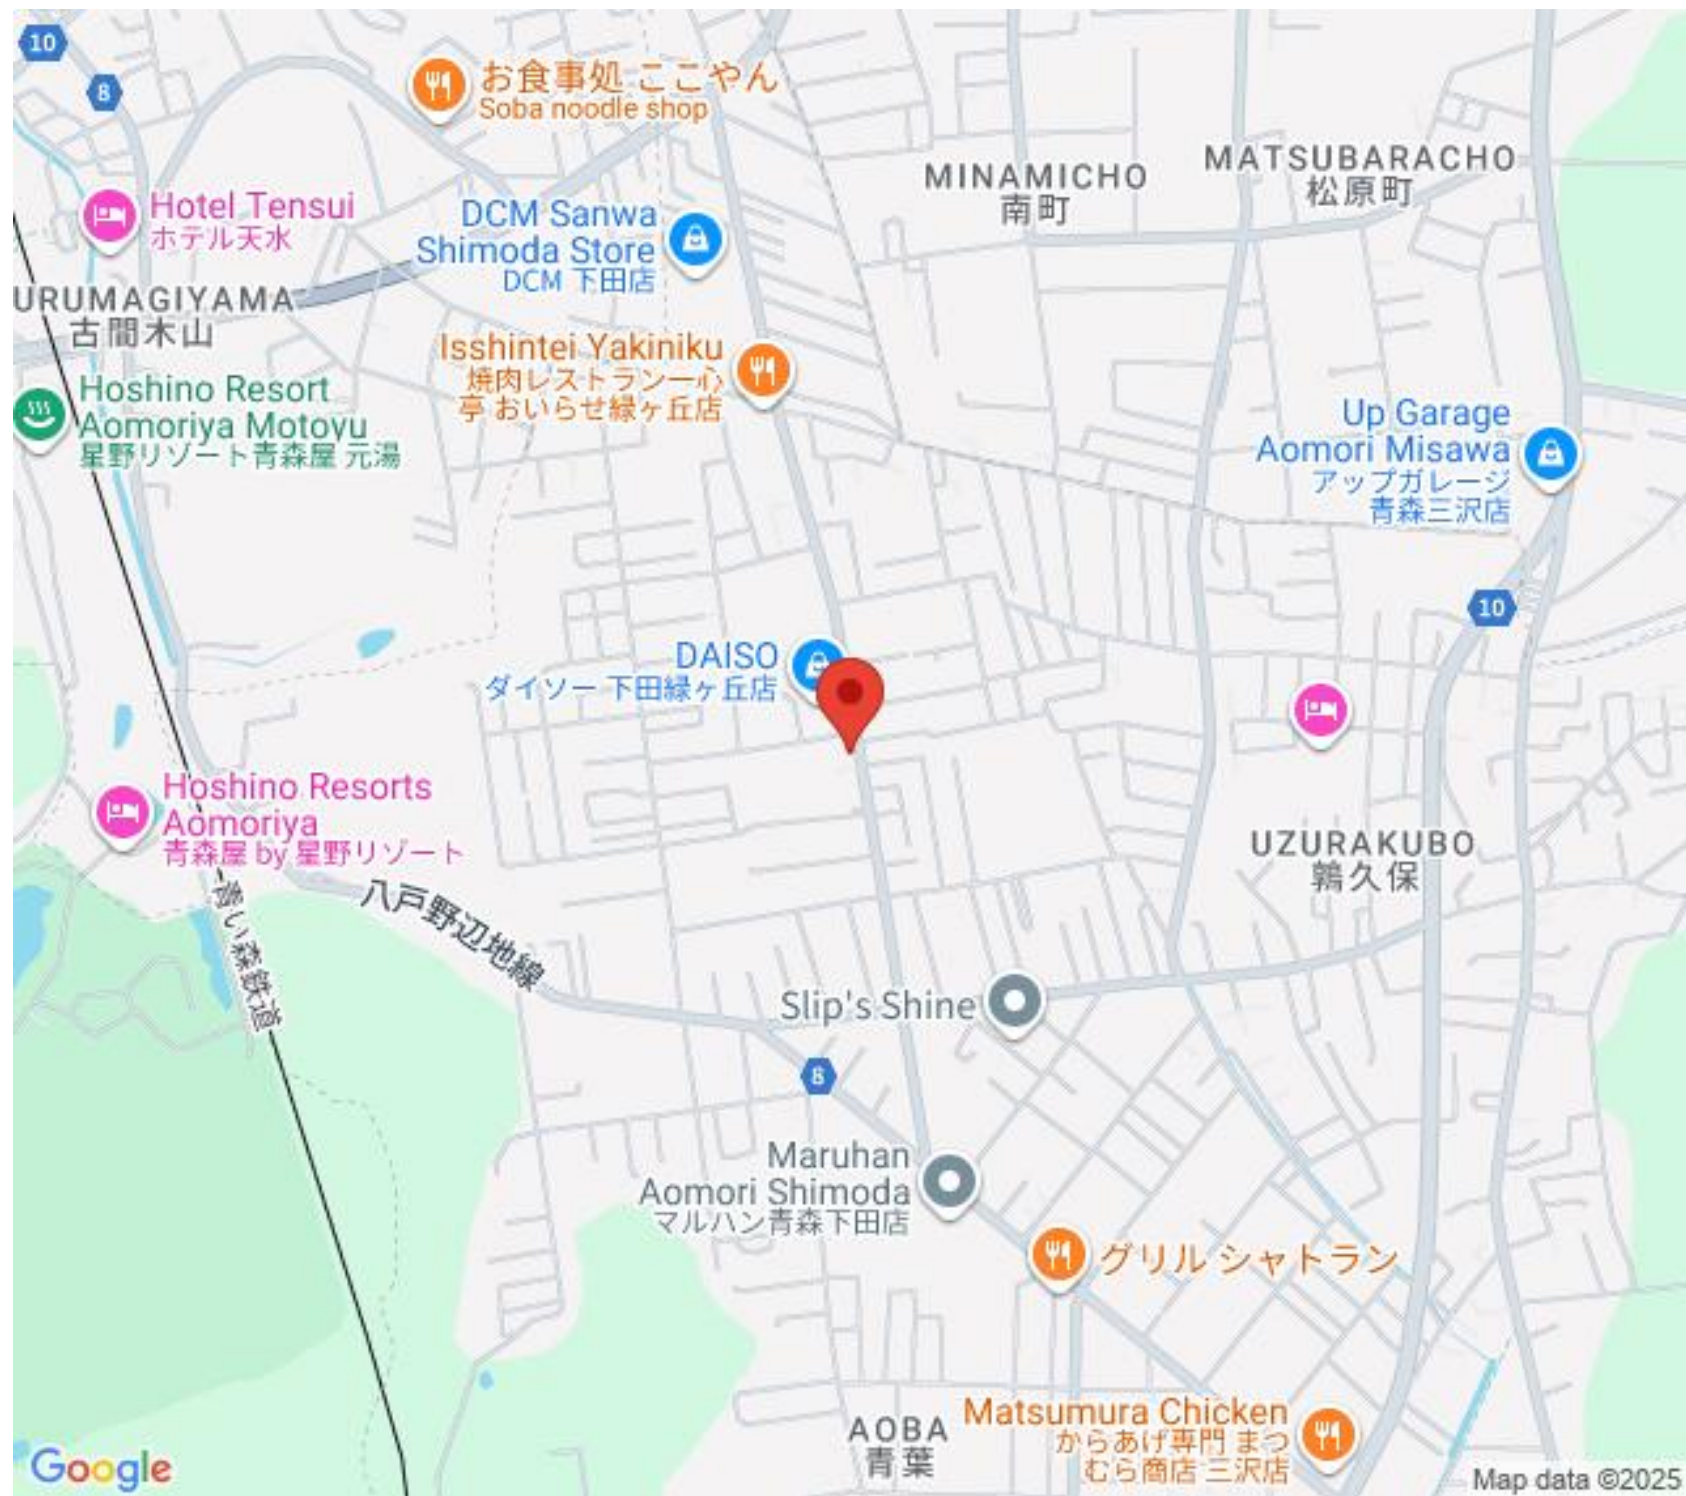 10
8
お食事処 ここやん
Soba noodle shop
MINAMICHO
南町
MATSUBARACHO
松原町
Hotel Tensui
ホテル天水
DCM Sanwa
Shimoda Store
DCM 下田店
URUMAGIYAMA
古間木山
Isshintei Yakiniku
焼肉レストラン一心
亭 おいらせ緑ヶ丘店
Hoshino Resort
Aomoriya Motoyu
星野リゾート青森屋 元湯
Up Garage
Aomori Misawa
アップガレージ
青森三沢店
10
DAISO
ダイソー 下田緑ヶ丘店
Hoshino Resorts
Aomoriya
青森屋 by 星野リゾート
UZURAKUBO
鶉久保
八戸野辺地線
青い森鉄道
Slip's Shine
8
Maruhan
Aomori Shimoda
マルハン青森下田店
グリル シャトラン
AOBA
青葉
Matsumura Chicken
からあげ専門 まつ
むら商店 三沢店
Google
Map data ©2025